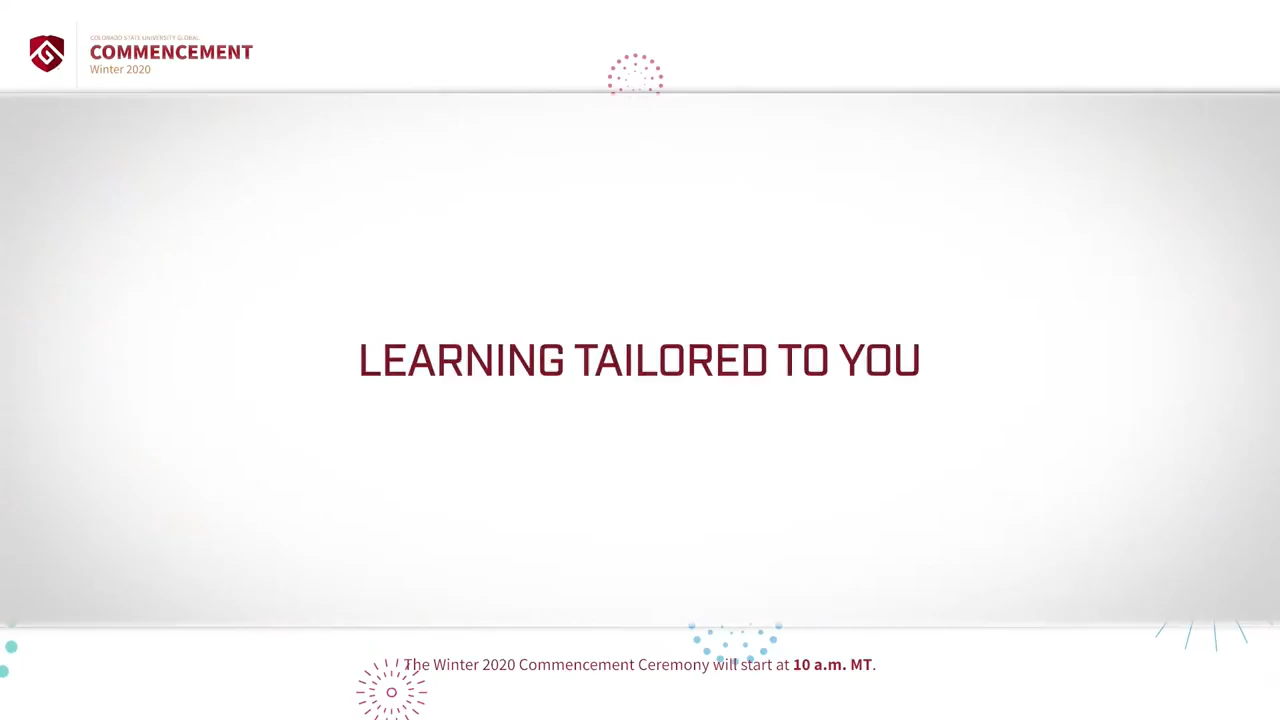 COLORADO STATE UNIVERSITY GLOBAL
COMMENCEMENT
Winter 2020
LEARNING TAILORED TO YOU
The Winter 2020 Commencement Ceremony will start at 10 a.m. MT.